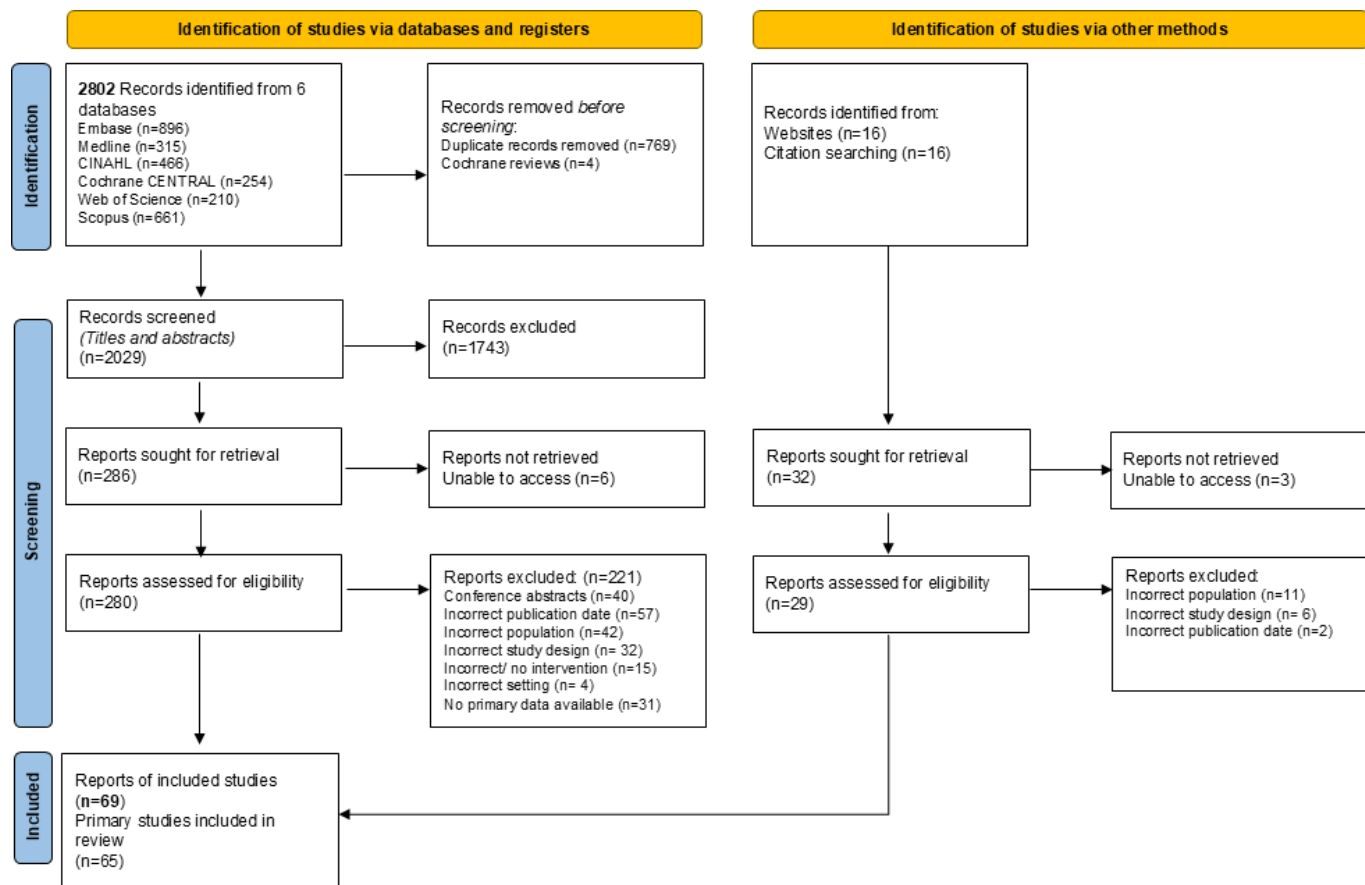 Identification of studies via databases and registers
Identification of studies via other methods
Identification
2802 Records identified from 6
databases
Embase (n=896)
Medline (n=315)
CINAHL (n=466)
Cochrane CENTRAL (n=254)
Web of Science (n=210)
Scopus (n=661)
Records removed before
screening:
Duplicate records removed (n=769)
Cochrane reviews (n=4)
Records identified from:
Websites (n=16)
Citation searching (n=16)
Screening
Records screened
(Titles and abstracts)
(n=2029)
Records excluded
(n=1743)
Reports sought for retrieval
(n=286)
Reports not retrieved
Unable to access (n=6)
Reports sought for retrieval
(n=32)
Reports not retrieved
Unable to access (n=3)
Reports assessed for eligibility
(n=280)
Reports excluded: (n=221)
Conference abstracts (n=40)
Incorrect publication date (n=57)
Incorrect population (n=42)
Incorrect study design (n= 32)
Incorrect/ no intervention (n=15)
Incorrect setting (n= 4)
No primary data available (n=31)
Reports assessed for eligibility
(n=29)
Reports excluded:
Incorrect population (n=11)
Incorrect study design (n= 6)
Incorrect publication date (n=2)
Included
Reports of included studies
(n=69)
Primary studies included in
review
(n=65)